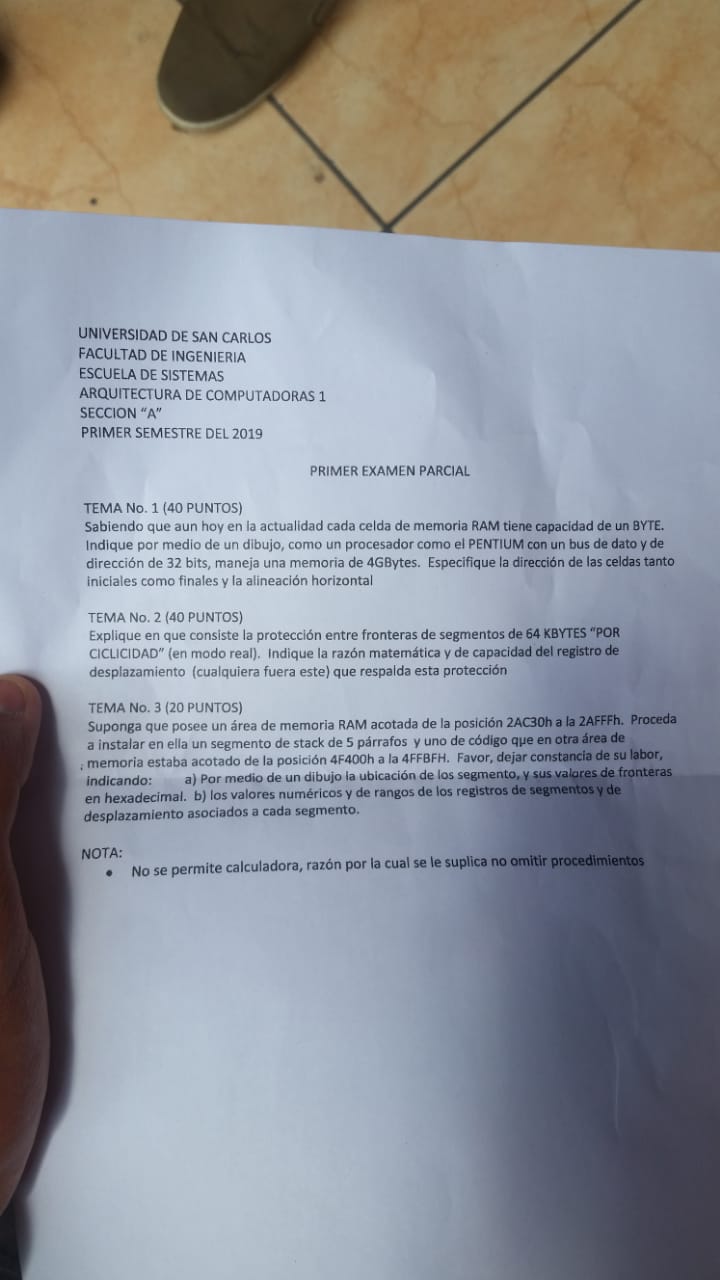 UNIVERSIDAD DE SAN CARLOS
FACULTAD DE INGENIERIA
ESCUELA DE SISTEMAS
ARQUITECTURA DE COMPUTADORAS 1
SECCION “A”
PRIMER SEMESTRE DEL 2019
PRIMER EXAMEN PARCIAL
TEMA No. 1 (40 PUNTOS)
Sabiendo que aun hoy en la actualidad cada celda de memoria RAM tiene capacidad de un BYTE.
Indique por medio de un dibujo, como un procesador como el PENTIUM con un bus de dato y de
dirección de 32 bits, maneja una memoria de 4GBytes. Especifique la dirección de las celdas tanto
iniciales como finales y la alineación horizontal
TEMA No. 2 (40 PUNTOS)
Explique en que consiste la protección entre fronteras de segmentos de 64 KBYTES “POR
CICLICIDAD” (en modo real). Indique la razón matemática y de capacidad del registro de
desplazamiento (cualquiera fuera este) que respalda esta protección
TEMA No. 3 (20 PUNTOS)
Suponga que posee un área de memoria RAM acotada de la posición 2AC30h a la 2AFFFh. Proceda
a instalar en ella un segmento de stack de 5 párrafos y uno de código que en otra área de
memoria estaba acotado de la posición 4F400h a la 4FFBFH. Favor, dejar constancia de su labor,
indicando: a) Por medio de un dibujo la ubicación de los segmento, y sus valores de fronteras
en hexadecimal. b) los valores numéricos y de rangos de los registros de segmentos y de
desplazamiento asociados a cada segmento.
NOTA:
• No se permite calculadora, razón por la cual se le suplica no omitir procedimientos